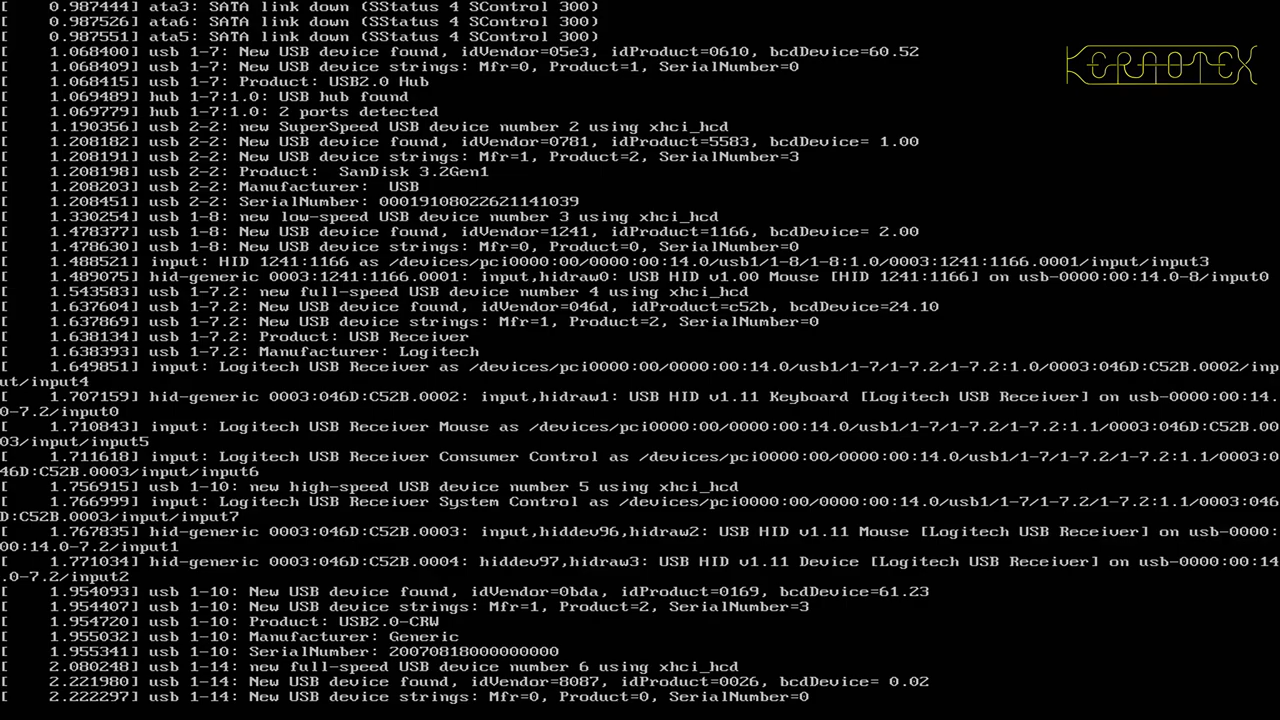 [    0.987444] ata3: SATA link down (SStatus 4 SControl 300)
[    0.987526] ata6: SATA link down (SStatus 4 SControl 300)
[    0.987551] ata5: SATA link down (SStatus 4 SControl 300)
[    1.068400] usb 1-7: New USB device found, idVendor=05e3, idProduct=0610, bcdDevice=60.52
[    1.068409] usb 1-7: New USB device strings: Mfr=0, Product=1, SerialNumber=0
KERAOTEX
[    1.068415] usb 1-7: Product: USB2.0 Hub
[    1.069489] hub 1-7:1.0: USB hub found
[    1.069779] hub 1-7:1.0: 2 ports detected
[    1.190356] usb 2-2: new SuperSpeed USB device number 2 using xhci_hcd
[    1.208182] usb 2-2: New USB device found, idVendor=0781, idProduct=5583, bcdDevice= 1.00
[    1.208191] usb 2-2: New USB device strings: Mfr=1, Product=2, SerialNumber=3
[    1.208198] usb 2-2: Product:  SanDisk 3.2Gen1
[    1.208203] usb 2-2: Manufacturer:  USB
[    1.208451] usb 2-2: SerialNumber: 00019108022621141039
[    1.330254] usb 1-8: new low-speed USB device number 3 using xhci_hcd
[    1.478377] usb 1-8: New USB device found, idVendor=1241, idProduct=1166, bcdDevice= 2.00
[    1.478630] usb 1-8: New USB device strings: Mfr=0, Product=0, SerialNumber=0
[    1.488521] input: HID 1241:1166 as /devices/pci0000:00/0000:00:14.0/usb1/1-8/1-8:1.0/0003:1241:1166.0001/input/input3
[    1.489075] hid-generic 0003:1241:1166.0001: input,hidraw0: USB HID v1.00 Mouse [HID 1241:1166] on usb-0000:00:14.0-8/input0
[    1.543583] usb 1-7.2: new full-speed USB device number 4 using xhci_hcd
[    1.637604] usb 1-7.2: New USB device found, idVendor=046d, idProduct=c52b, bcdDevice=24.10
[    1.637869] usb 1-7.2: New USB device strings: Mfr=1, Product=2, SerialNumber=0
[    1.638134] usb 1-7.2: Product: USB Receiver
[    1.638393] usb 1-7.2: Manufacturer: Logitech
[    1.649851] input: Logitech USB Receiver as /devices/pci0000:00/0000:00:14.0/usb1/1-7/1-7.2/1-7.2:1.0/0003:046D:C52B.0002/inp
ut/input4
[    1.707159] hid-generic 0003:046D:C52B.0002: input,hidraw1: USB HID v1.11 Keyboard [Logitech USB Receiver] on usb-0000:00:14.
0-7.2/input0
[    1.710843] input: Logitech USB Receiver Mouse as /devices/pci0000:00/0000:00:14.0/usb1/1-7/1-7.2/1-7.2:1.1/0003:046D:C52B.00
03/input/input5
[    1.711618] input: Logitech USB Receiver Consumer Control as /devices/pci0000:00/0000:00:14.0/usb1/1-7/1-7.2/1-7.2:1.1/0003:0
46D:C52B.0003/input/input6
[    1.756915] usb 1-10: new high-speed USB device number 5 using xhci_hcd
[    1.766999] input: Logitech USB Receiver System Control as /devices/pci0000:00/0000:00:14.0/usb1/1-7/1-7.2/1-7.2:1.1/0003:046
D:C52B.0003/input/input7
[    1.767835] hid-generic 0003:046D:C52B.0003: input,hiddev96,hidraw2: USB HID v1.11 Mouse [Logitech USB Receiver] on usb-0000:
00:14.0-7.2/input1
[    1.771034] hid-generic 0003:046D:C52B.0004: hiddev97,hidraw3: USB HID v1.11 Device [Logitech USB Receiver] on usb-0000:00:14
.0-7.2/input2
[    1.954093] usb 1-10: New USB device found, idVendor=0bda, idProduct=0169, bcdDevice=61.23
[    1.954407] usb 1-10: New USB device strings: Mfr=1, Product=2, SerialNumber=3
[    1.954720] usb 1-10: Product: USB2.0-CRW
[    1.955032] usb 1-10: Manufacturer: Generic
[    1.955341] usb 1-10: SerialNumber: 20070818000000000
[    2.080248] usb 1-14: new full-speed USB device number 6 using xhci_hcd
[    2.221980] usb 1-14: New USB device found, idVendor=8087, idProduct=0026, bcdDevice= 0.02
[    2.222297] usb 1-14: New USB device strings: Mfr=0, Product=0, SerialNumber=0